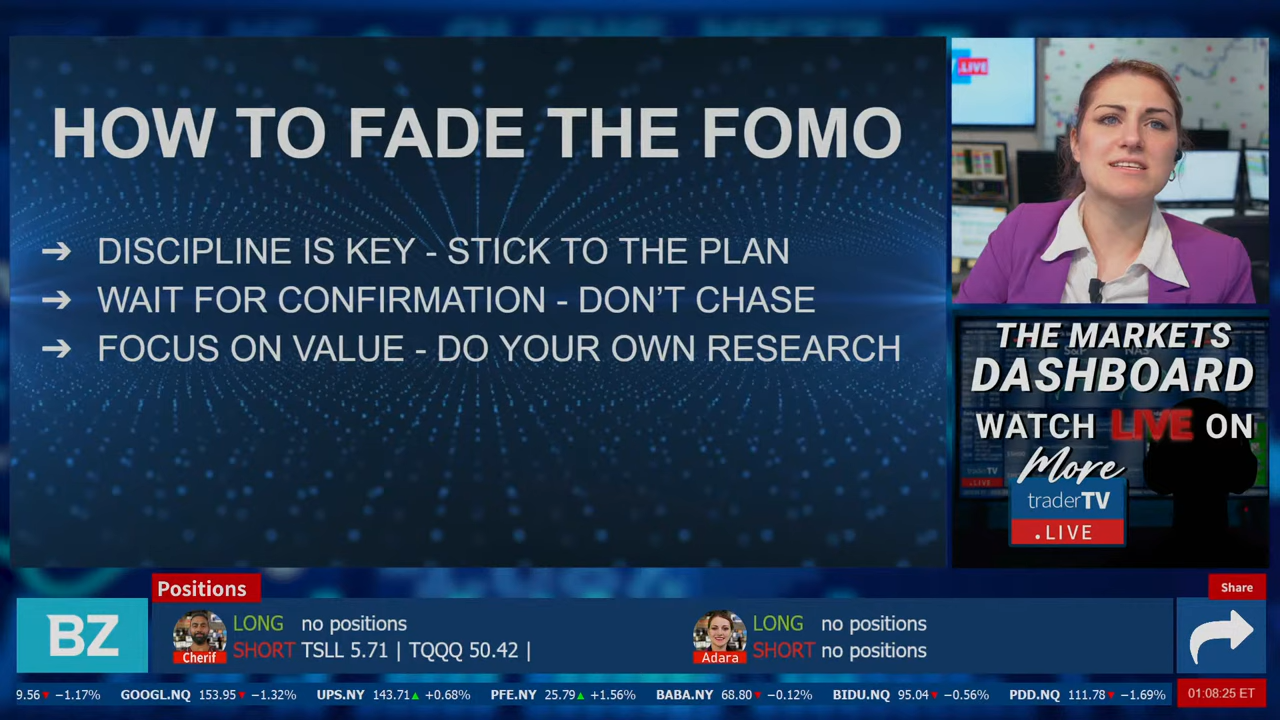 HOW TO FADE THE FOMO
➔ DISCIPLINE IS KEY - STICK TO THE PLAN
➔ WAIT FOR CONFIRMATION - DON'T CHASE
➔ FOCUS ON VALUE - DO YOUR OWN RESEARCH
.LIVE
THE MARKETS
DASHBOARD
WATCH LIVE ON
More
traderTV
.LIVE
Positions
Share
BZ
Cherif
LONG no positions
SHORT TSLL 5.71 | TQQQ 50.42 |
Adara
LONG no positions
SHORT no positions
9.56▼ −1.17% GOOGL.NQ 153.95▼ −1.32% UPS.NY 143.71▲ +0.68% PFE.NY 25.79▲ +1.56% BABA.NY 68.80▼ −0.12% BIDU.NQ 95.04▼ −0.56% PDD.NQ 111.78▼ −1.69%
01:08:25 ET